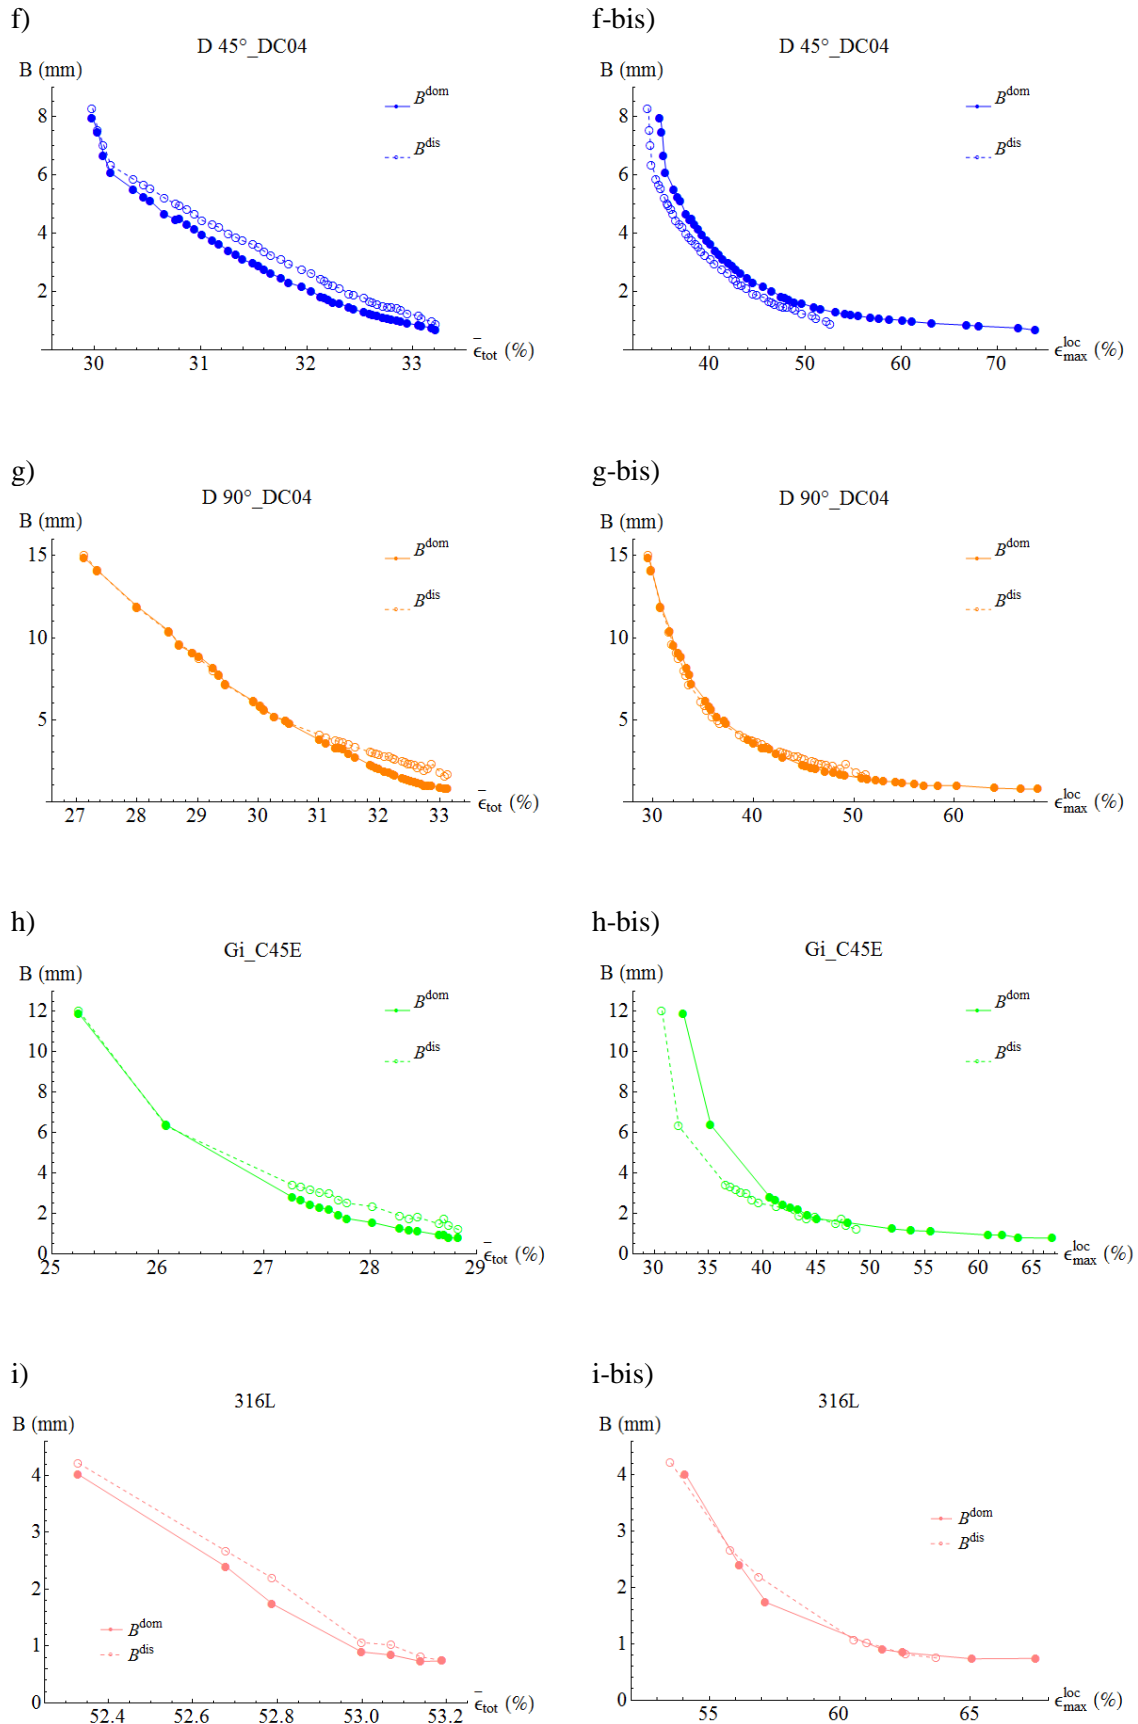 f)
D 45°_DC04
B (mm)
B^dom
B^dis
8
6
4
2
30 31 32 33
ε̄_tot (%)
f-bis)
D 45°_DC04
B (mm)
B^dom
B^dis
8
6
4
2
40 50 60 70
ϵ^loc_max (%)
g)
D 90°_DC04
B (mm)
B^dom
B^dis
15
10
5
27 28 29 30 31 32 33
ε̄_tot (%)
g-bis)
D 90°_DC04
B (mm)
B^dom
B^dis
15
10
5
30 40 50 60
ϵ^loc_max (%)
h)
Gi_C45E
B (mm)
B^dom
B^dis
12
10
8
6
4
2
0
25 26 27 28 29
ε̄_tot (%)
h-bis)
Gi_C45E
B (mm)
B^dom
B^dis
12
10
8
6
4
2
0
30 35 40 45 50 55 60 65
ϵ^loc_max (%)
i)
316L
B (mm)
4
3
2
1
0
B^dom
B^dis
52.4 52.6 52.8 53.0 53.2
ε̄_tot (%)
i-bis)
316L
B (mm)
4
3
2
1
0
B^dom
B^dis
55 60 65
ϵ^loc_max (%)